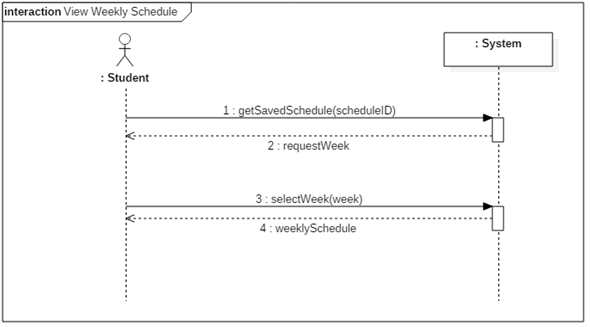 interaction View Weekly Schedule
: Student
: System
1 : getSavedSchedule(scheduleID)
2 : requestWeek
3 : selectWeek(week)
4 : weeklySchedule